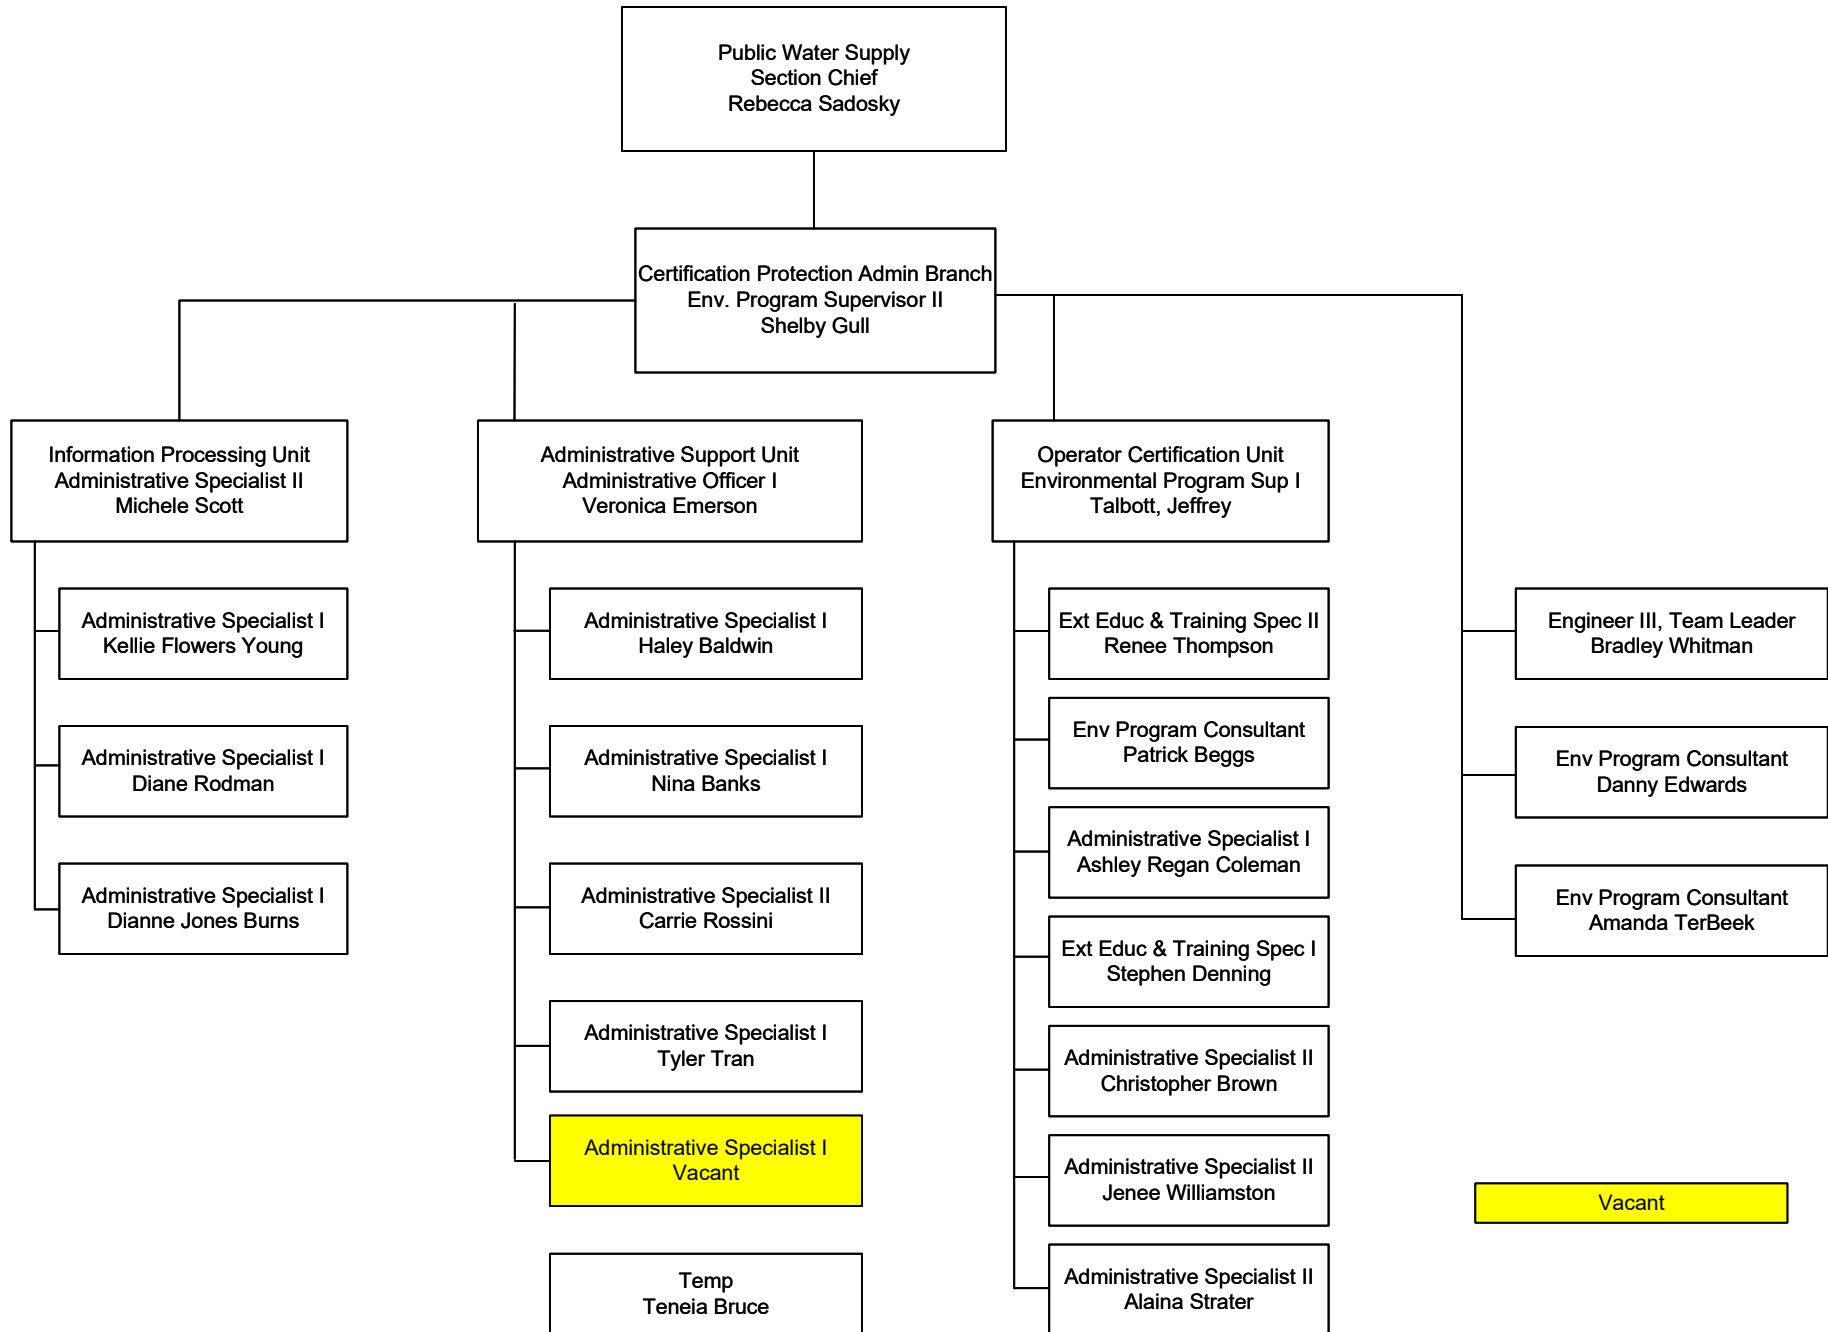 Public Water Supply
Section Chief
Rebecca Sadosky
Certification Protection Admin Branch
Env. Program Supervisor II
Shelby Gull
Information Processing Unit
Administrative Specialist II
Michele Scott
Administrative Specialist I
Kellie Flowers Young
Administrative Specialist I
Diane Rodman
Administrative Specialist I
Dianne Jones Burns
Administrative Support Unit
Administrative Officer I
Veronica Emerson
Administrative Specialist I
Haley Baldwin
Administrative Specialist I
Nina Banks
Administrative Specialist II
Carrie Rossini
Administrative Specialist I
Tyler Tran
Administrative Specialist I
Vacant
Temp
Teneia Bruce
Operator Certification Unit
Environmental Program Sup I
Talbott, Jeffrey
Ext Educ & Training Spec II
Renee Thompson
Env Program Consultant
Patrick Beggs
Administrative Specialist I
Ashley Regan Coleman
Ext Educ & Training Spec I
Stephen Denning
Administrative Specialist II
Christopher Brown
Administrative Specialist II
Jenee Williamston
Administrative Specialist II
Alaina Strater
Engineer III, Team Leader
Bradley Whitman
Env Program Consultant
Danny Edwards
Env Program Consultant
Amanda TerBeek
Vacant